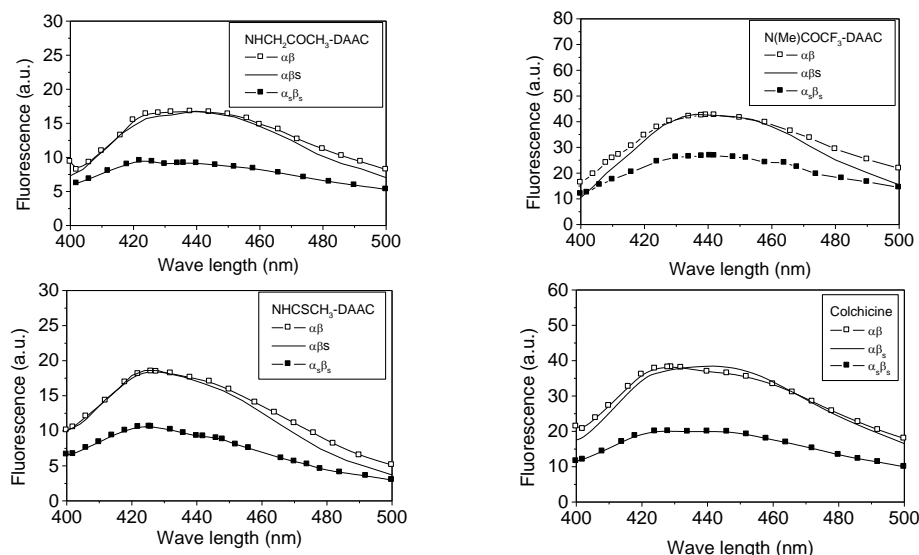 NHCH₂COCH₃-DAAC
αβ
αβs
αₛβₛ
30
25
20
15
10
5
0
Fluorescence (a.u.)
400 420 440 460 480 500
Wave length (nm)
N(Me)COCF₃-DAAC
αβ
αβs
αₛβₛ
80
70
60
50
40
30
20
10
0
Fluorescence (a.u.)
400 420 440 460 480 500
Wave length (nm)
NHCSCH₃-DAAC
αβ
αβs
αₛβₛ
30
25
20
15
10
5
0
Fluorescence (a.u.)
400 420 440 460 480 500
Wave length (nm)
Colchicine
αβ
αβₛ
αₛβₛ
60
50
40
30
20
10
0
Fluorescence (a.u.)
400 420 440 460 480 500
Wave length (nm)